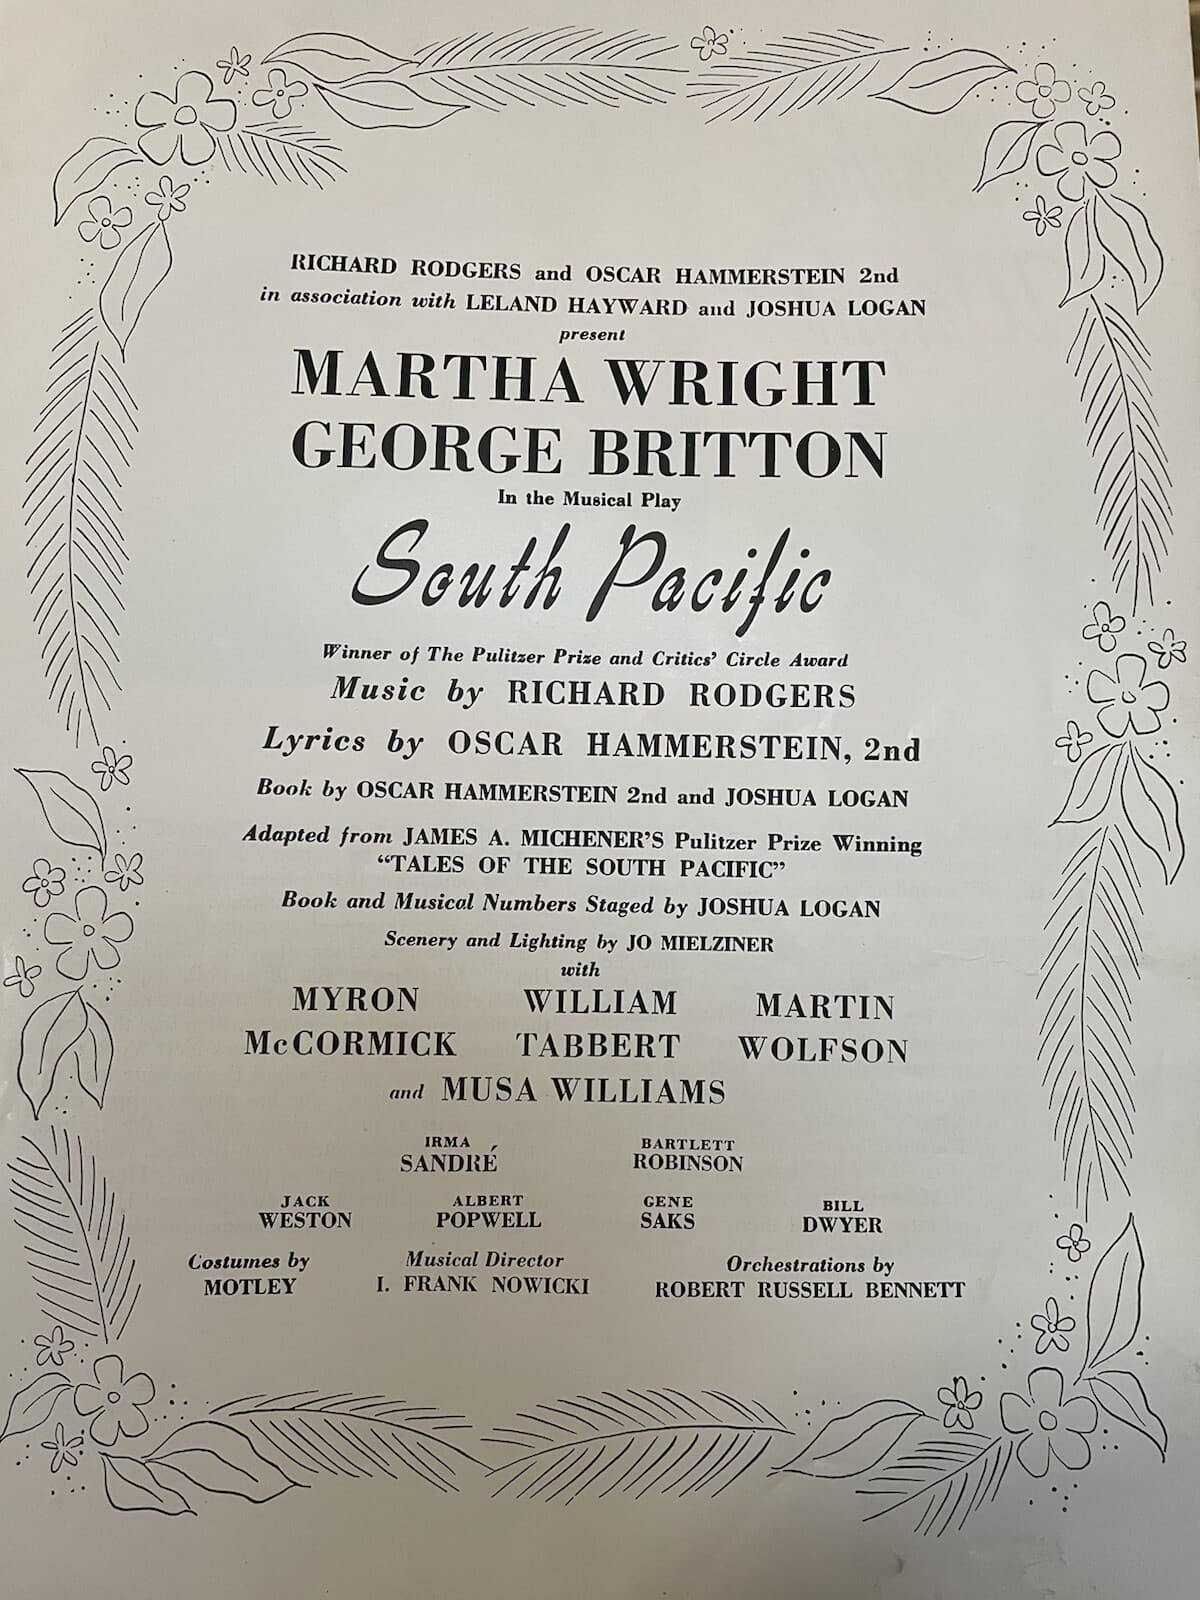 RICHARD RODGERS and OSCAR HAMMERSTEIN 2nd
in association with LELAND HAYWARD and JOSHUA LOGAN
present
MARTHA WRIGHT
GEORGE BRITTON
In the Musical Play
South Pacific
Winner of The Pulitzer Prize and Critics' Circle Award
Music by RICHARD RODGERS
Lyrics by OSCAR HAMMERSTEIN, 2nd
Book by OSCAR HAMMERSTEIN 2nd and JOSHUA LOGAN
Adapted from JAMES A. MICHENER'S Pulitzer Prize Winning
“TALES OF THE SOUTH PACIFIC”
Book and Musical Numbers Staged by JOSHUA LOGAN
Scenery and Lighting by JO MIELZINER
with
MYRON WILLIAM MARTIN
McCORMICK TABBERT WOLFSON
and MUSA WILLIAMS
IRMA BARTLETT
SANDRÉ ROBINSON
JACK ALBERT GENE BILL
WESTON POPWELL SAKS DWYER
Costumes by Musical Director Orchestrations by
MOTLEY I. FRANK NOWICKI ROBERT RUSSELL BENNETT